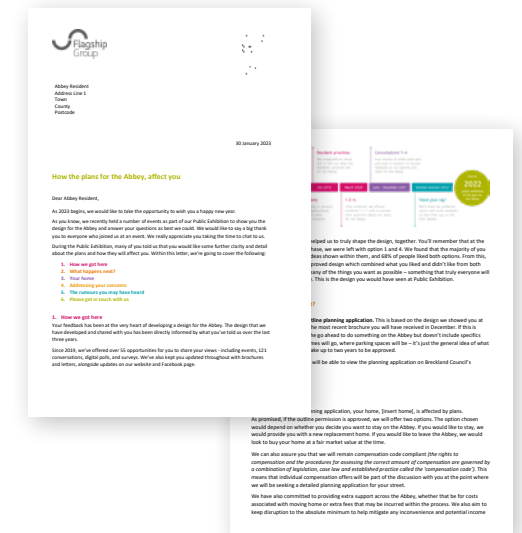 Flagship
Group
Abbey Resident
Address Line 1
Town
County
Postcode
30 January 2023
How the plans for the Abbey, affect you
Dear Abbey Resident,
As 2023 begins, we would like to take the opportunity to wish you a happy new year.
As you know, we recently held a number of events as part of our Public Exhibition to show you the
design for the Abbey and answer your questions as best we could. We would like to say a big thank
you to everyone who joined us at an event. We really appreciate you taking the time to chat to us.
During the Public Exhibition, many of you told us that you would like some further clarity and detail
about the plans and how they will affect you. Within this letter, we're going to cover the following:
1. How we got here
2. What happens next?
3. Your home
4. Addressing your concerns
5. The rumours you may have heard
6. Please get in touch with us
1. How we got here
Your feedback has been at the very heart of developing a design for the Abbey. The design that we
have developed and shared with you has been directly informed by what you've told us over the last
three years.
Since 2019, we've offered over 55 opportunities for you to share your views - including events, 121
conversations, digital polls, and surveys. We've also kept you updated throughout with brochures
and letters, alongside updates on our website and Facebook page.
Resident priorities
Consultations 1-4
2022
helped us to truly shape the design, together. You'll remember that at the
ase, we were left with option 1 and 4. We found that the majority of you
deas shown within them, and 68% of people liked both options. From this,
proved design which combined what you liked and didn't like from both
any of the things you want as possible – something that truly everyone will
. This is the design you would have seen at Public Exhibition.
?
tline planning application. This is based on the design we showed you at
he most recent brochure you will have received in December. If this is
e go ahead to do something on the Abbey but doesn't include specifics
mes will go, where parking spaces will be – it's just the general idea of what
ake up to two years to be approved.
will be able to view the planning application on Breckland Council's
nning application, your home, [insert home], is affected by plans.
As promised, if the outline permission is approved, we will offer two options. The option chosen
would depend on whether you decide you want to stay on the Abbey. If you would like to stay, we
would provide you with a new replacement home. If you would like to leave the Abbey, we would
look to buy your home at a fair market value at the time.
We can also assure you that we will remain compensation code compliant (the rights to
compensation and the procedures for assessing the correct amount of compensation are governed by
a combination of legislation, case law and established practice called the 'compensation code'). This
means that individual compensation offers will be part of the discussion with you at the point where
we will be seeking a detailed planning application for your street.
We have also committed to providing extra support across the Abbey, whether that be for costs
associated with moving home or extra fees that may be incurred within the process. We also aim to
keep disruption to the absolute minimum to help mitigate any inconvenience and potential income